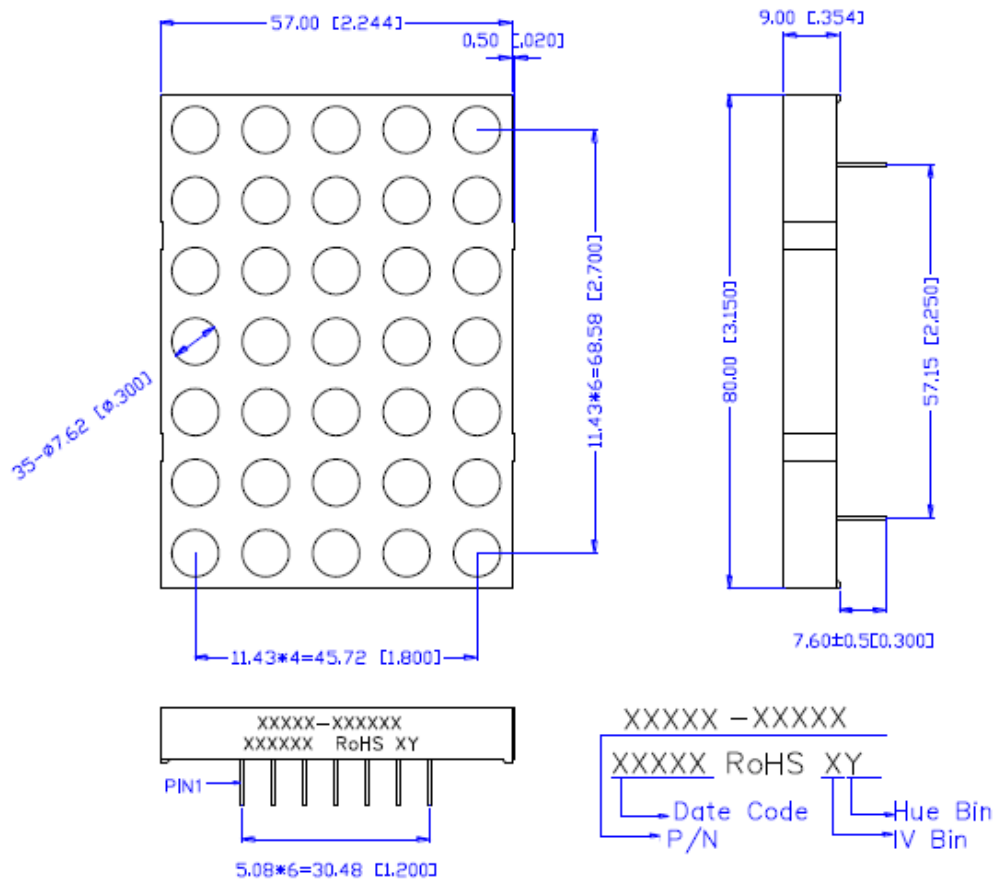 57.00 [2.244]
0.50 [.020]
9.00 [.354]
11.43*6=68.58 [2.700]
80.00 [3.150]
57.15 [2.250]
35-ø7.62 [ø.300]
7.60±0.5[0.300]
11.43*4=45.72 [1.800]
XXXXX-XXXXXX
XXXXXX RoHS XY
PIN1
5.08*6=30.48 [1.200]
XXXXX -XXXXX
XXXXX RoHS XY
Date Code
Hue Bin
P/N
IV Bin